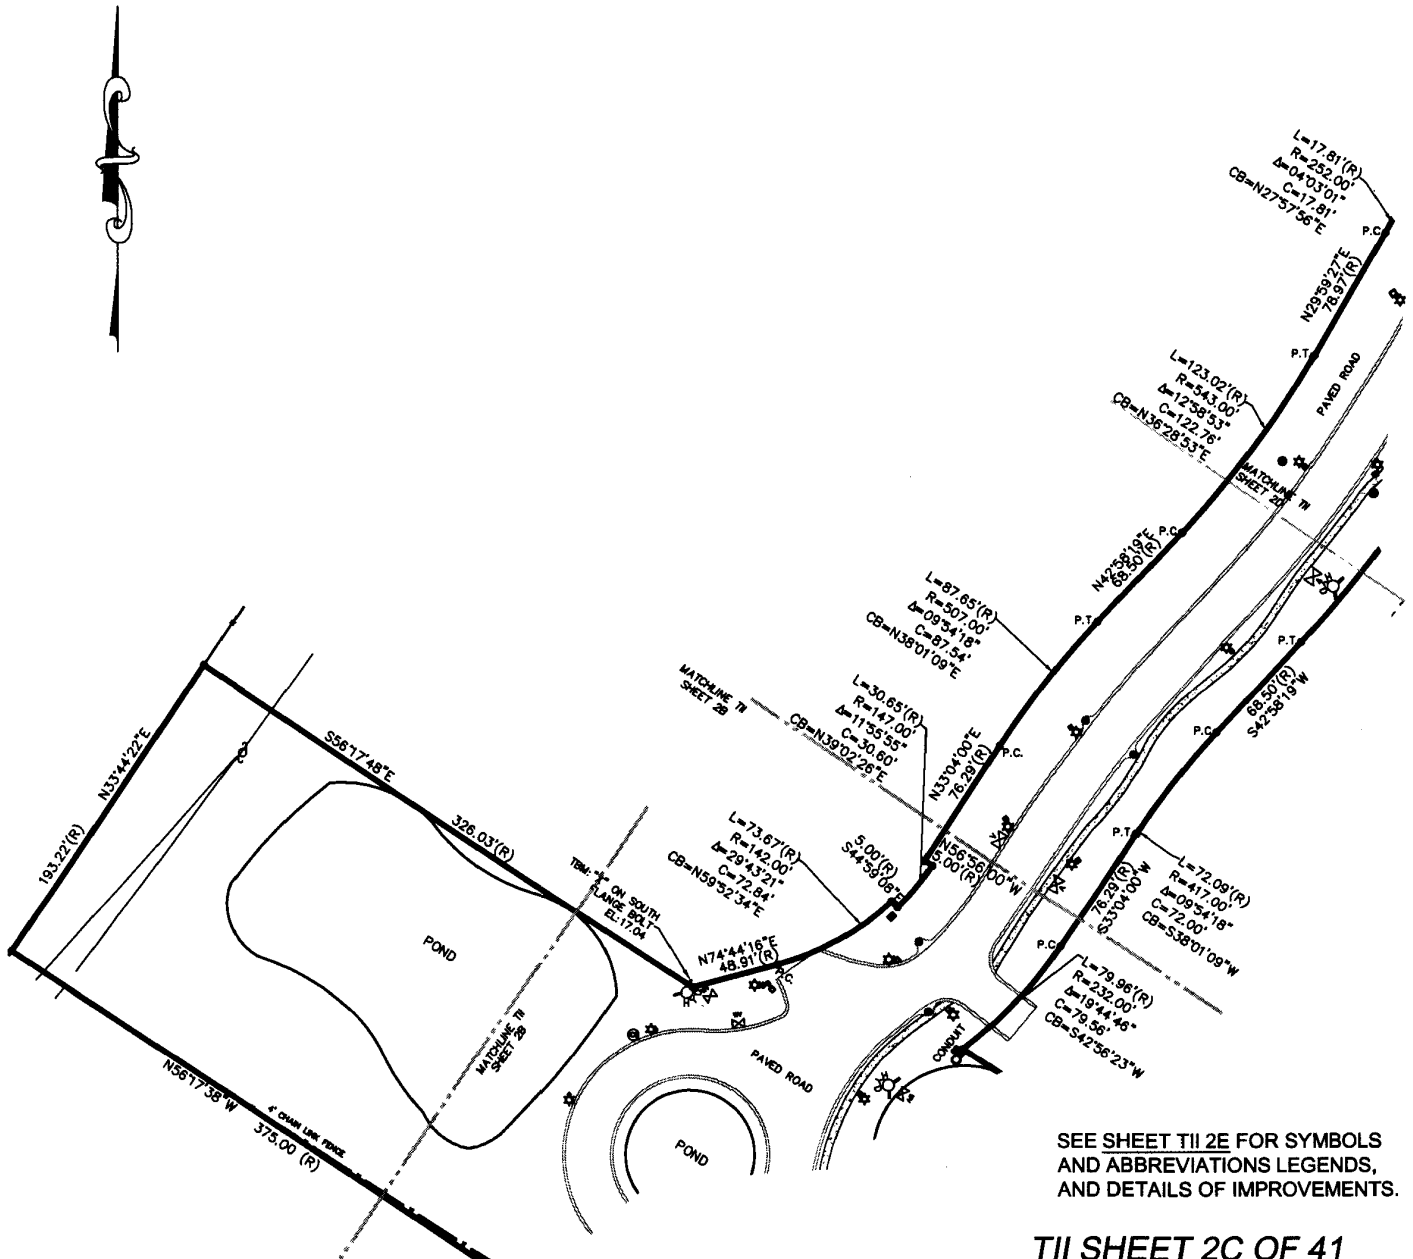 L=17.81'(R)
R=252.00'
Δ=04°03'01"
C=17.81'
CB=N27°57'56"E
P.C.
N29°59'27"E
78.97'(R)
P.T.
PAVED ROAD
L=123.02'(R)
R=543.00'
Δ=12°58'53"
C=122.76'
CB=N36°28'53"E
MATCHLINE TII
SHEET 2D
P.C.
N42°58'19"E
68.50'(R)
P.T.
L=87.65'(R)
R=507.00'
Δ=09°54'18"
C=87.54'
CB=N38°01'09"E
P.T.
68.50'(R)
S42°58'19"W
P.C.
MATCHLINE TII
SHEET 2B
L=30.65'(R)
R=147.00'
Δ=11°55'55"
C=30.60'
CB=N39°02'26"E
N33°04'00"E
76.29'(R)
P.C.
N33°44'22"E
193.22'(R)
S56°17'48"E
326.03'(R)
L=73.67'(R)
R=142.00'
Δ=29°43'21"
C=72.84'
CB=N59°52'34"E
5.00'(R)
S44°59'08"E
N56°56'00"W
5.00'(R)
P.T.
76.29'(R)
S33°04'00"W
P.C.
L=72.09'(R)
R=417.00'
Δ=09°54'18"
C=72.00'
CB=S38°01'09"W
ON SOUTH
LANGE BOLT
EL:17.04
POND
N74°44'16"E
48.91'(R)
P.C.
L=79.96'(R)
R=232.00'
Δ=19°44'46"
C=79.56'
CB=S42°56'23"W
CONDUIT
MATCHLINE TII
SHEET 2B
PAVED ROAD
N56°17'38"W
375.00 (R)
4' CHAIN LINK FENCE
POND
SEE SHEET TII 2E FOR SYMBOLS
AND ABBREVIATIONS LEGENDS,
AND DETAILS OF IMPROVEMENTS.
TII SHEET 2C OF 41